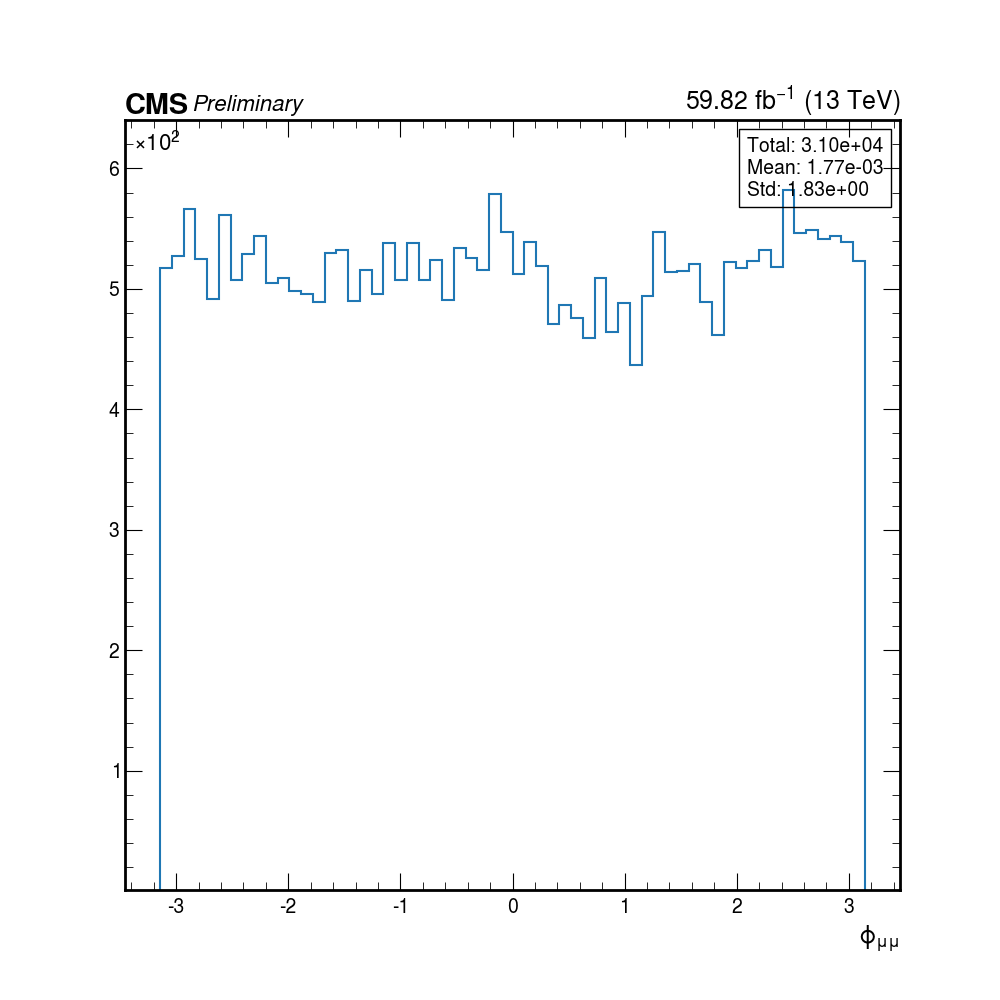 CMS Preliminary 59.82 fb⁻¹ (13 TeV)
×10²
Total: 3.10e+04
Mean: 1.77e-03
Std: 1.83e+00
6
5
4
3
2
1
-3 -2 -1 0 1 2 3
ϕμμ